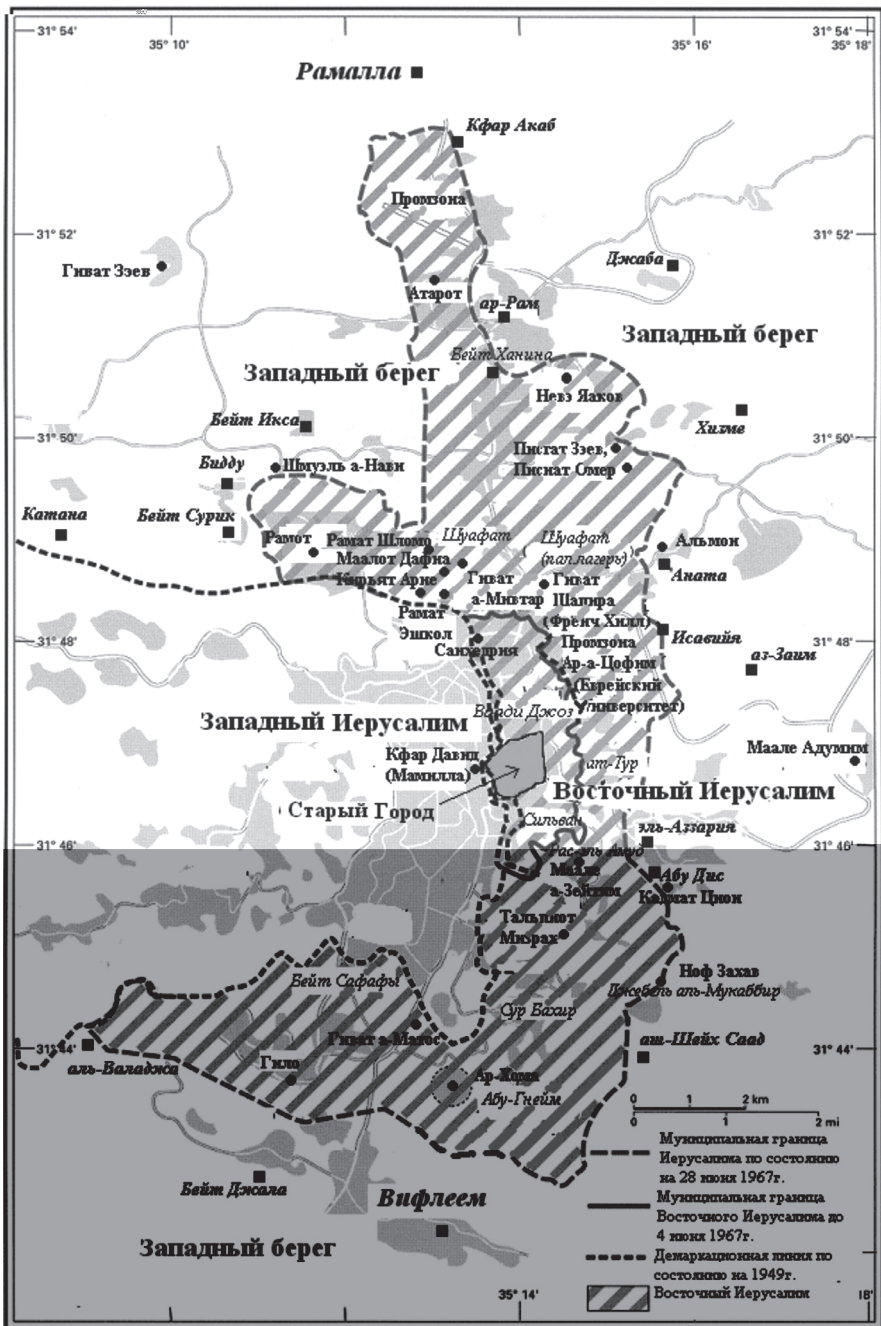 31° 54'
31° 54'
35° 10'
35° 16'
35° 18'
Рамалла
Кфар Акаб
Промзона
31° 52'
31° 52'
Гиват Зэев
Джаба
Атарот
ар-Рам
Западный берег
Бейт Ханина
Западный берег
Невэ Яаков
Бейт Икса
Хизме
31° 50'
31° 50'
Писгат Зэев,
Писнат Омер
Бидду
Шмуэль а-Нави
Катана
Бейт Сурик
Рамот
Рамат Шломо
Маалот Дафна
Кирьят Арне
Шуафат
Шуафат
(пал.лагерь)
Альмон
Аната
Гиват
а-Мивтар
Гиват
Шапира
(Френч Хилл)
Рамат
Эшкол
Санхедрия
31° 48'
31° 48'
Исавийя
аз-Заим
Промзона
Ар-а-Цофим
(Еврейский
университет)
Западный Иерусалим
Вади Джоз
Маале Адумим
Кфар Давид
(Мамилла)
ат-Тур
Восточный Иерусалим
Старый Город
Сильван
эль-Аззария
31° 46'
31° 46'
Рас-эль Амуд
Маале
а-Зейтим
Абу Дис
Кидмат Цион
Тальпиот
Мизрах
Бейт Сафафы
Ноф Захав
Джебель аль-Мукаббир
Сур Бахир
Гиват а-Матос
31° 44'
31° 44'
аль-Валаджа
Гило
Ар-Хома
Абу-Гнейм
аш-Шейх Саад
0 1 2 km
0 1 2 mi
Бейт Джала
Вифлеем
Западный берег
Муниципальная граница
Иерусалима по состоянию
на 28 июня 1967г.
Муниципальная граница
Восточного Иерусалима до
4 июня 1967г.
Демаркационная линия по
состоянию на 1949г.
Восточный Иерусалим
35° 14'
18'